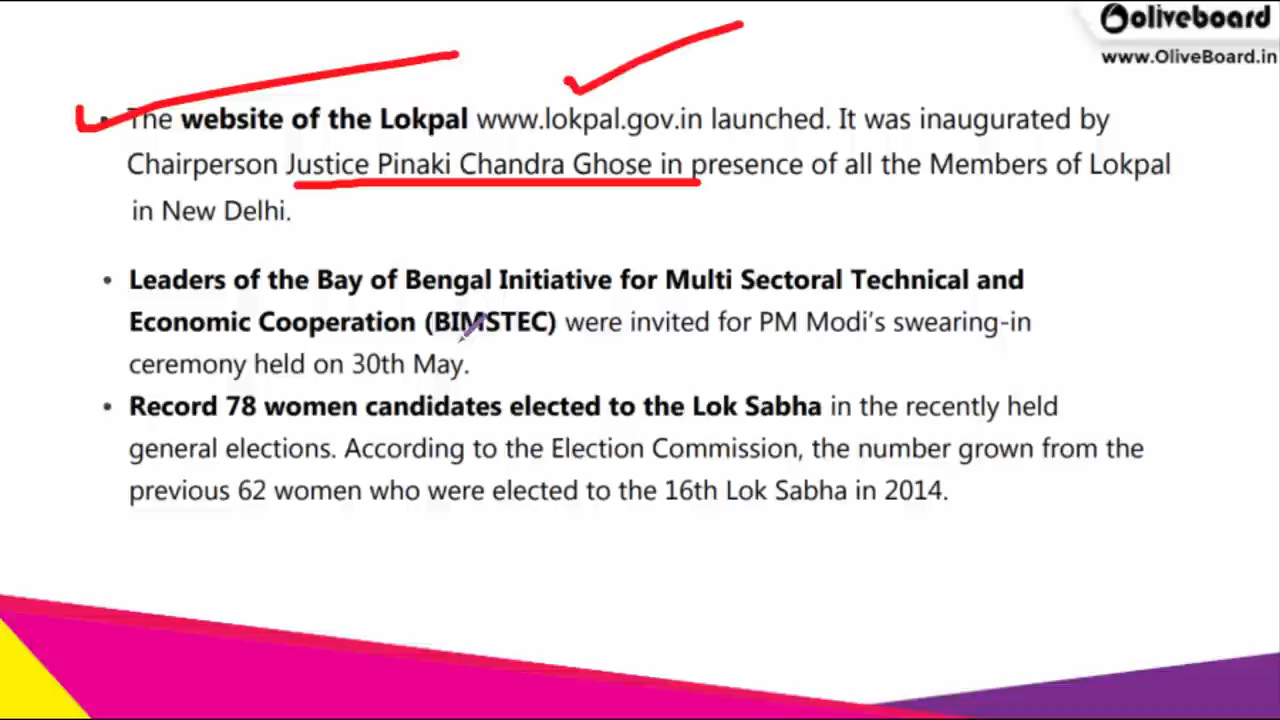 oliveboard
www.OliveBoard.in
• The website of the Lokpal www.lokpal.gov.in launched. It was inaugurated by
Chairperson Justice Pinaki Chandra Ghose in presence of all the Members of Lokpal
in New Delhi.
• Leaders of the Bay of Bengal Initiative for Multi Sectoral Technical and
Economic Cooperation (BIMSTEC) were invited for PM Modi's swearing-in
ceremony held on 30th May.
• Record 78 women candidates elected to the Lok Sabha in the recently held
general elections. According to the Election Commission, the number grown from the
previous 62 women who were elected to the 16th Lok Sabha in 2014.